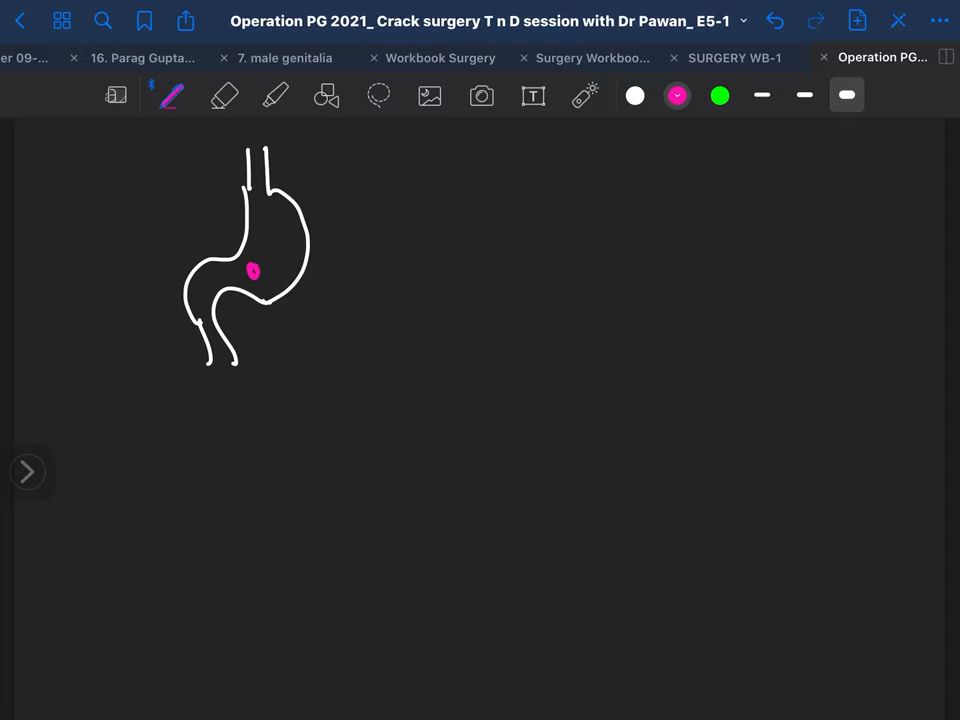 Operation PG 2021_ Crack surgery T n D session with Dr Pawan_ E5-1
er 09-... 16. Parag Gupta... 7. male genitalia Workbook Surgery Surgery Workboo... SURGERY WB-1 Operation PG...
T